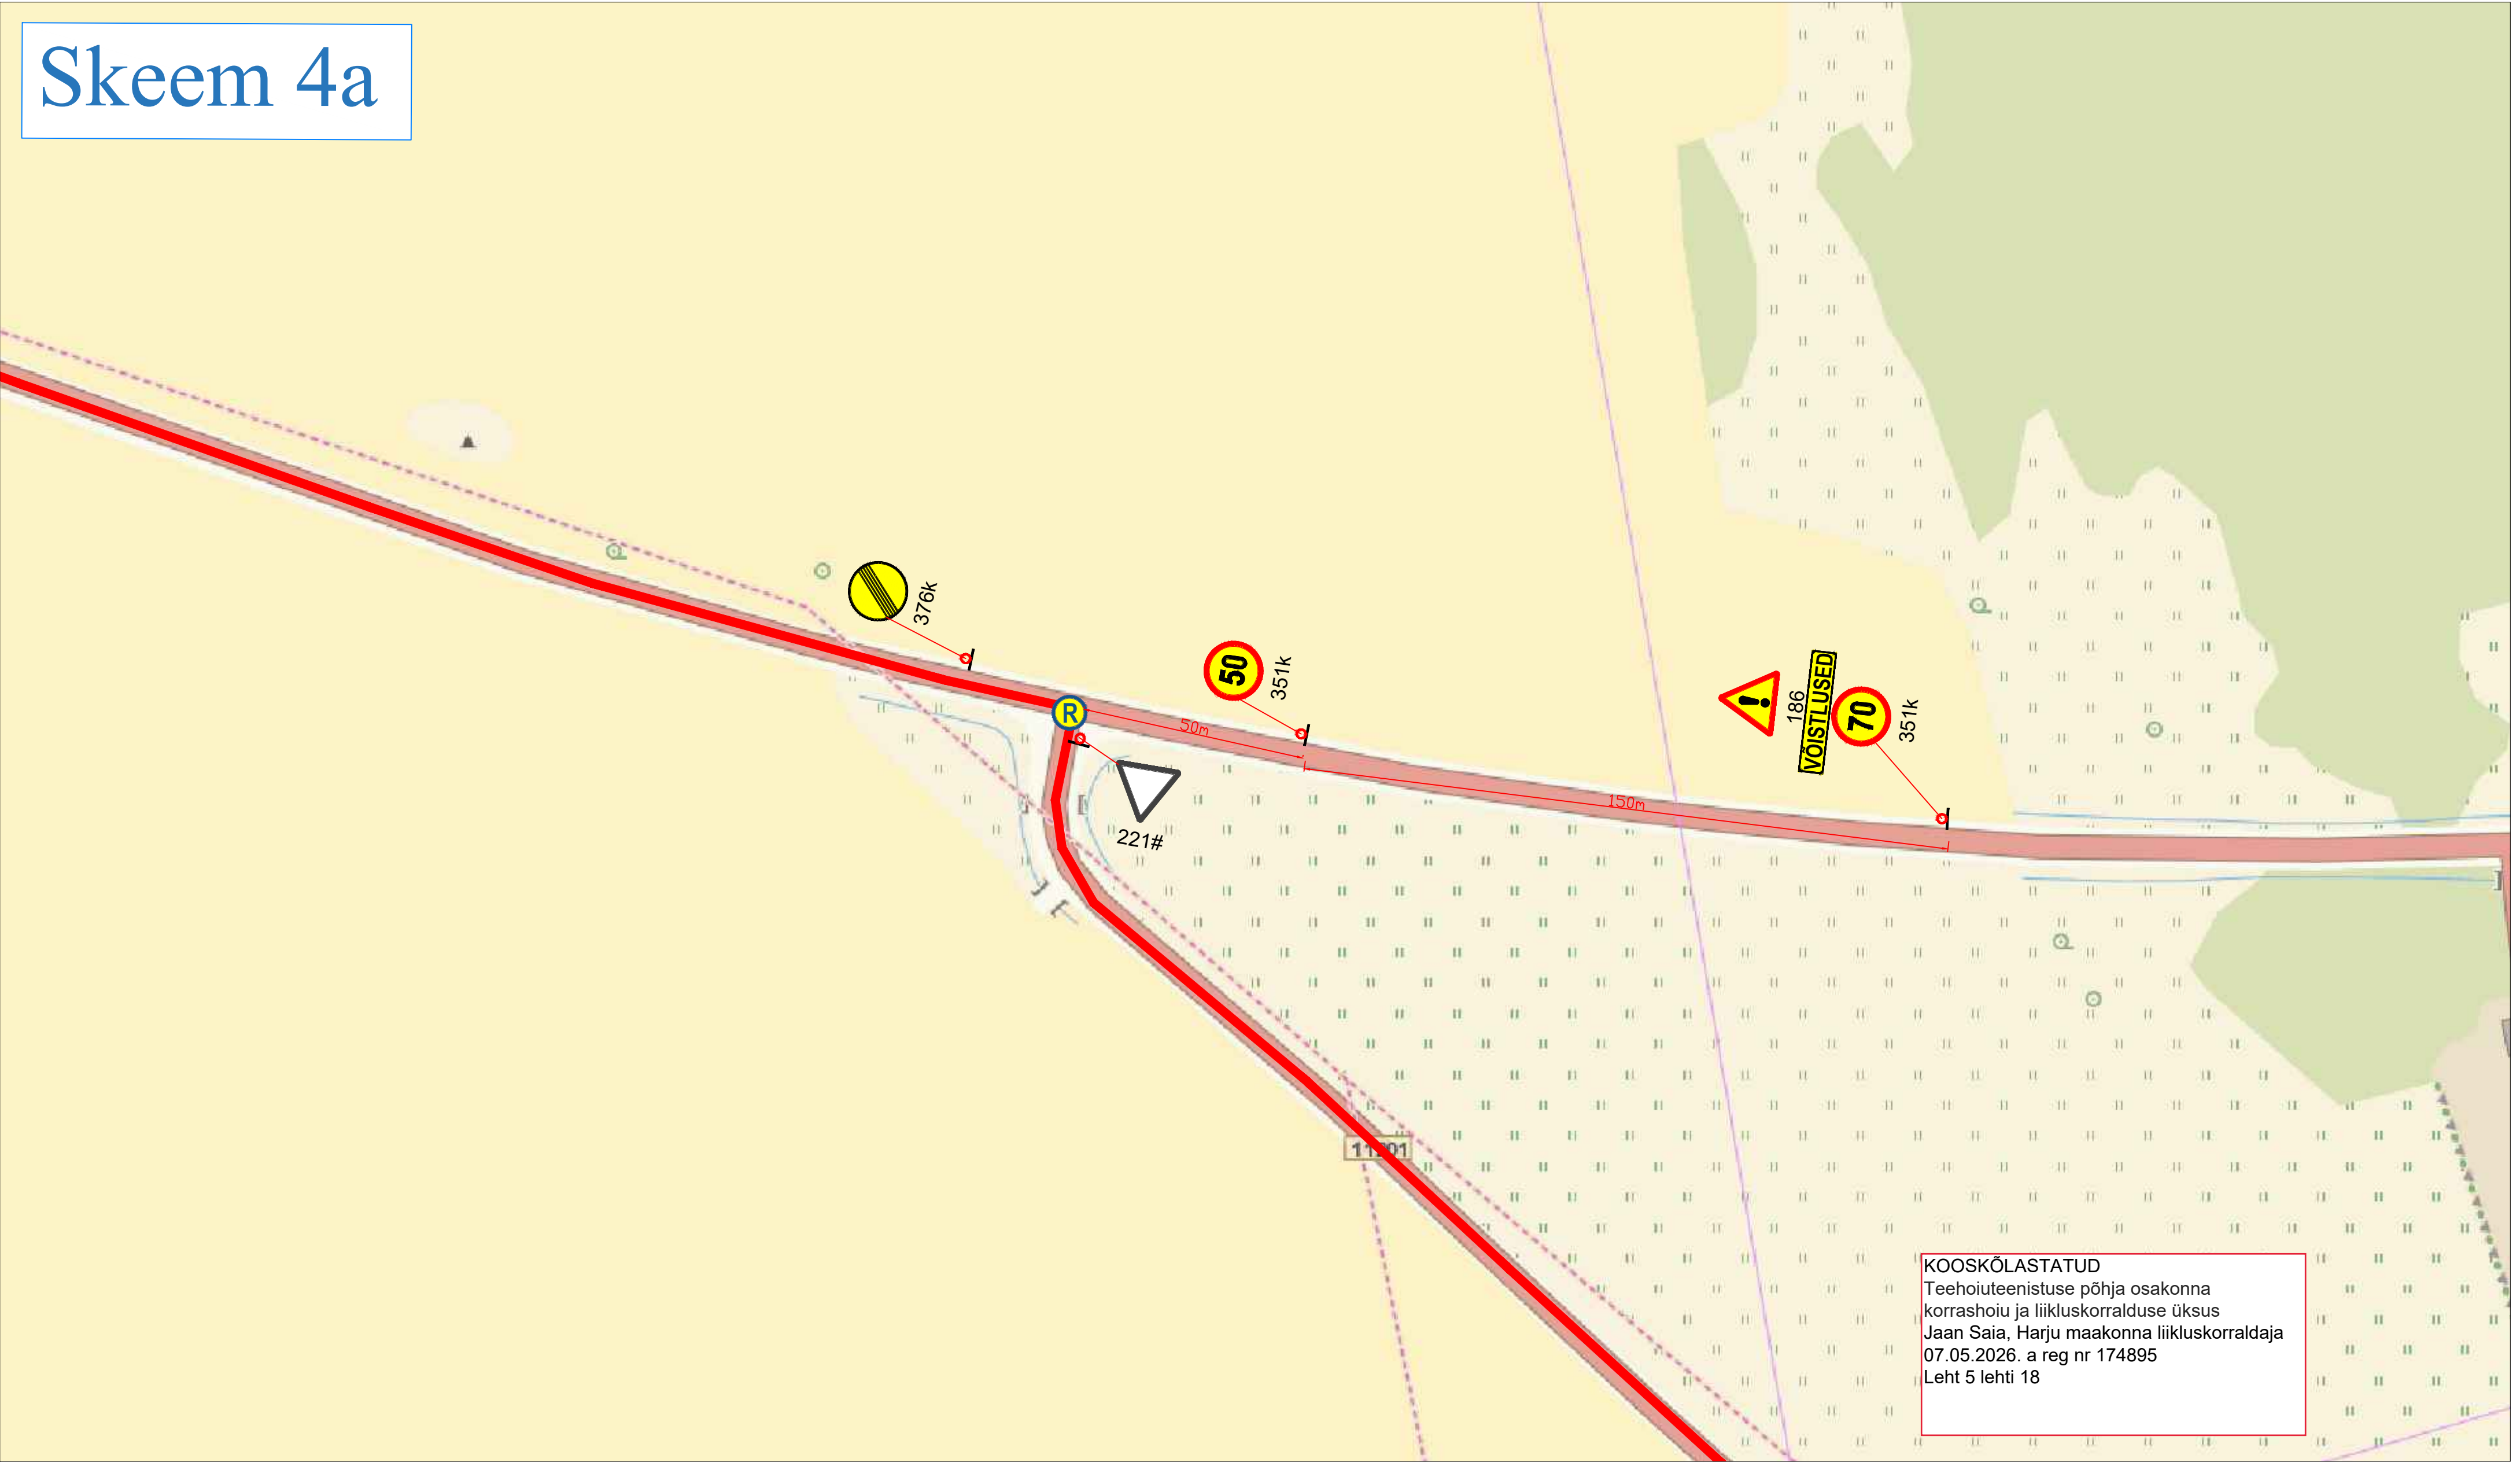 Skeem 4a
376k
50
351k
186
VÕISTLUSED
70
351k
R
50m
150m
221#
KOOSKÕLASTATUD
Teehoiuteenistuse põhja osakonna
korrashoiu ja liikluskorralduse üksus
Jaan Saia, Harju maakonna liikluskorraldaja
07.05.2026. a reg nr 174895
Leht 5 lehti 18